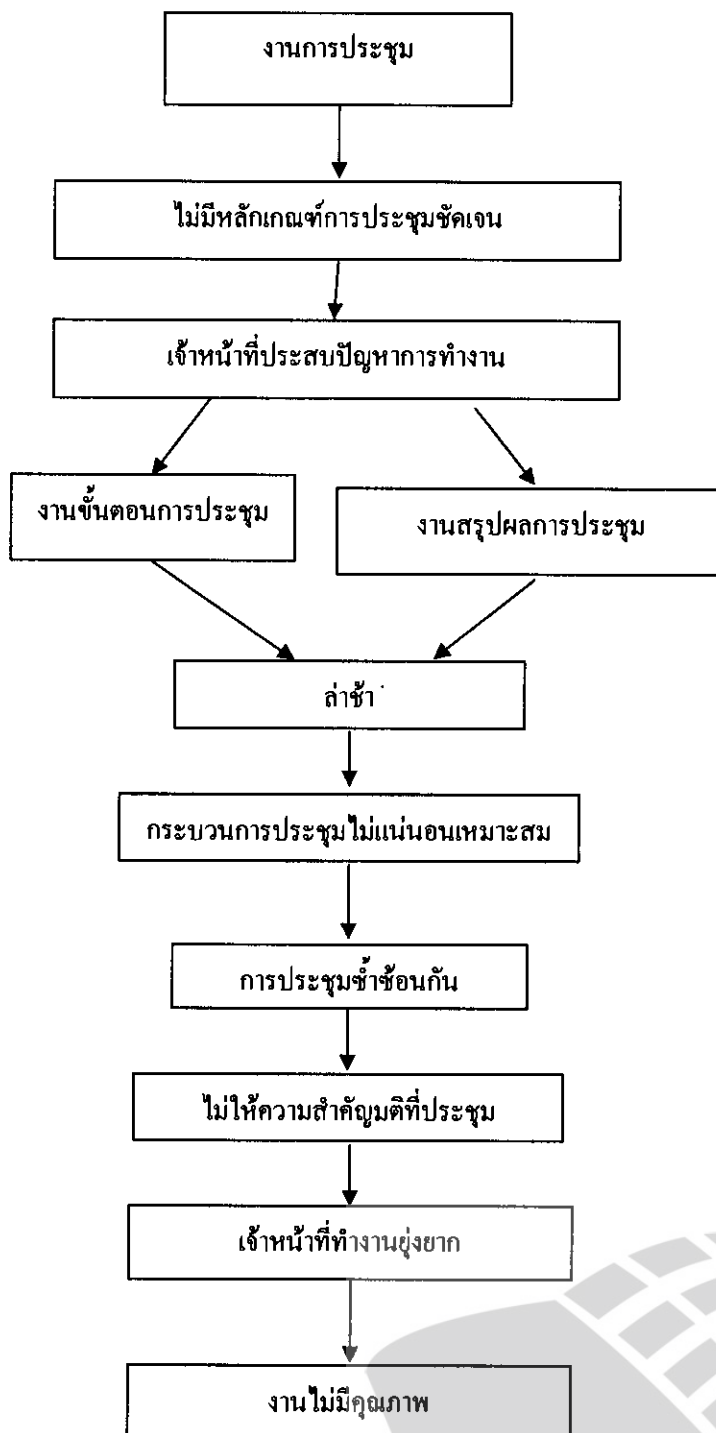 งานการประชุม
ไม่มีหลักเกณฑ์การประชุมชัดเจน
เจ้าหน้าที่ประสบปัญหาการทำงาน
งานขั้นตอนการประชุม
งานสรุปผลการประชุม
ล่าช้า
กระบวนการประชุมไม่แน่นอนเหมาะสม
การประชุมซ้ำซ้อนกัน
ไม่ให้ความสำคัญมติที่ประชุม
เจ้าหน้าที่ทำงานยุ่งยาก
งานไม่มีคุณภาพ